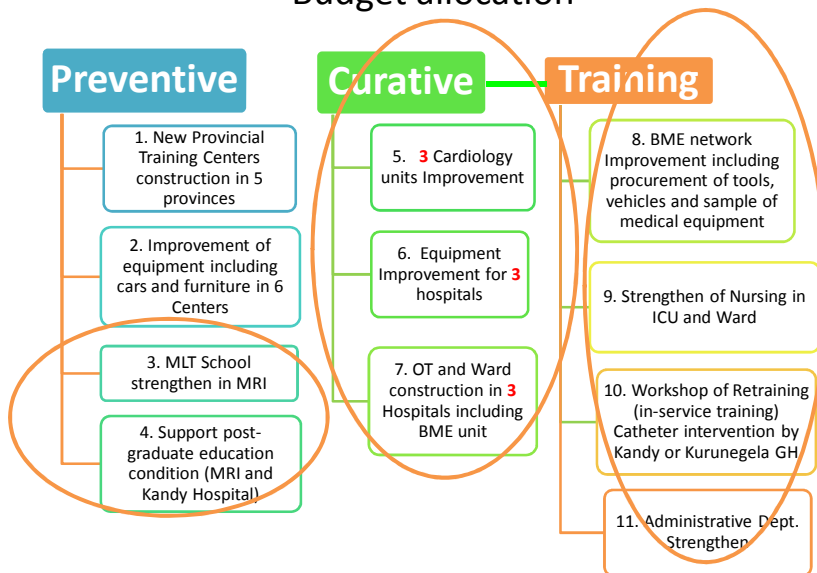 Budget allocation
Preventive
1. New Provincial
Training Centers
construction in 5
provinces
2. Improvement of
equipment including
cars and furniture in 6
Centers
3. MLT School
strengthen in MRI
4. Support post-
graduate education
condition (MRI and
Kandy Hospital)
Curative
5. 3 Cardiology
units Improvement
6. Equipment
Improvement for 3
hospitals
7. OT and Ward
construction in 3
Hospitals including
BME unit
Training
8. BME network
Improvement including
procurement of tools,
vehicles and sample of
medical equipment
9. Strengthen of Nursing in
ICU and Ward
10. Workshop of Retraining
(in-service training)
Catheter intervention by
Kandy or Kurunegela GH
11. Administrative Dept.
Strengthen